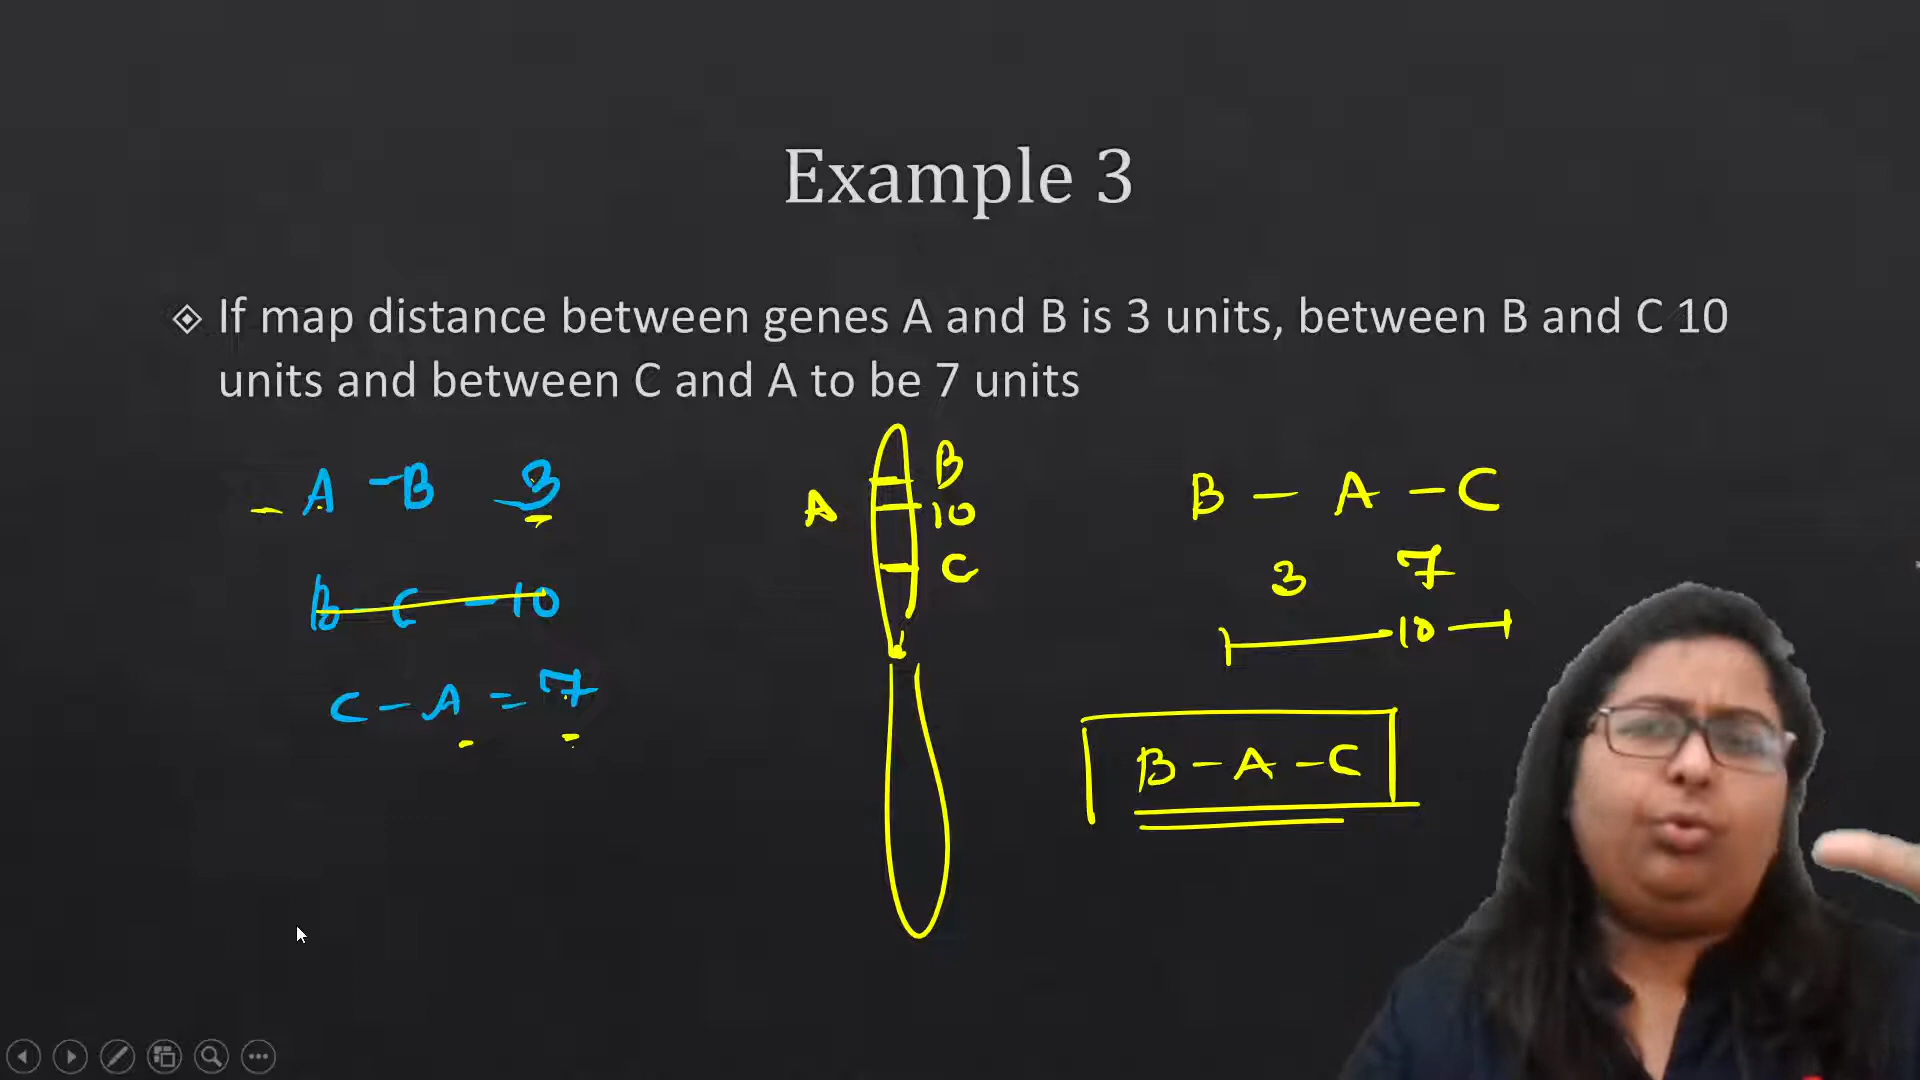 Example 3
If map distance between genes A and B is 3 units, between B and C 10
units and between C and A to be 7 units
- A - B - 3
B - C - 10
C - A = 7
B
A 10
C
B - A - C
3 7
10
B - A - C